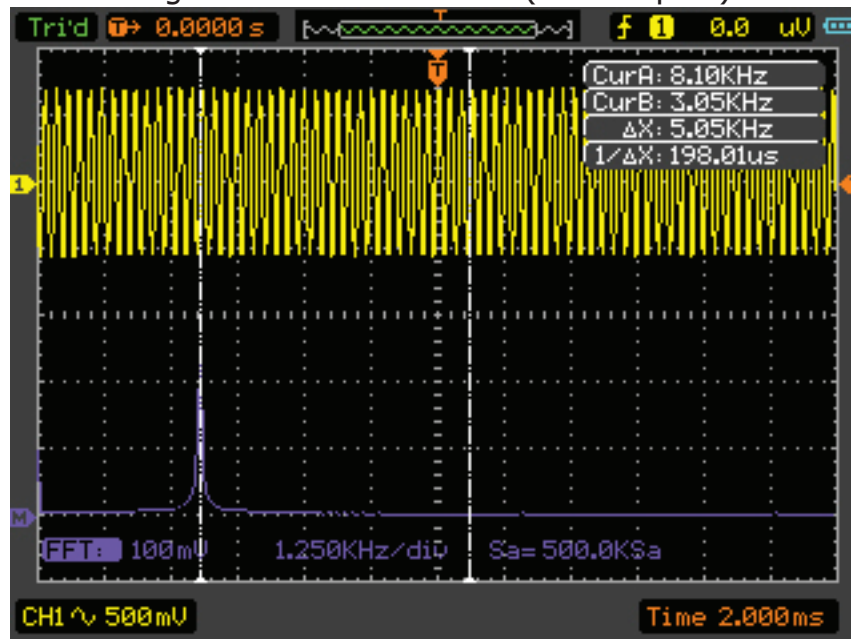 Tri'd T→ 0.0000 s T ƒ 1 0.0 uV
T
CurA: 8.10KHz
CurB: 3.05KHz
ΔX: 5.05KHz
1/ΔX: 198.01us
1
M
FFT: 100mV 1.250KHz/div Sa= 500.0KSa
CH1 ∿ 500mV Time 2.000ms